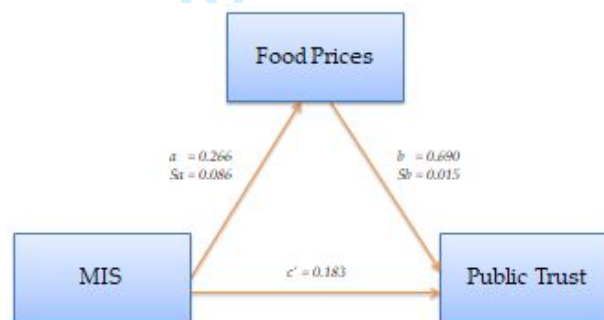 Food Prices
a = 0.266
Sa = 0.086
b = 0.690
Sb = 0.015
MIS
c' = 0.183
Public Trust